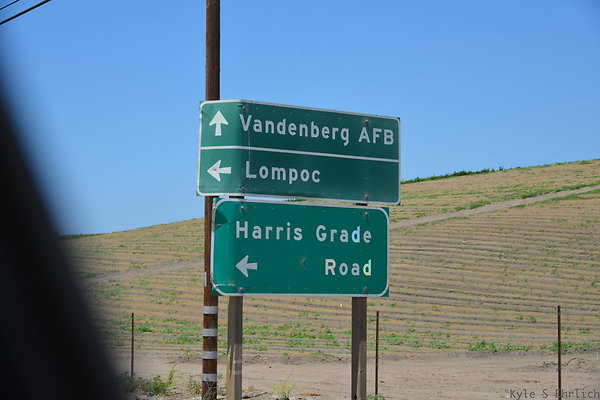 Vandenberg AFB
Lompoc
Harris Grade
Road
©Kyle S Ehrlich